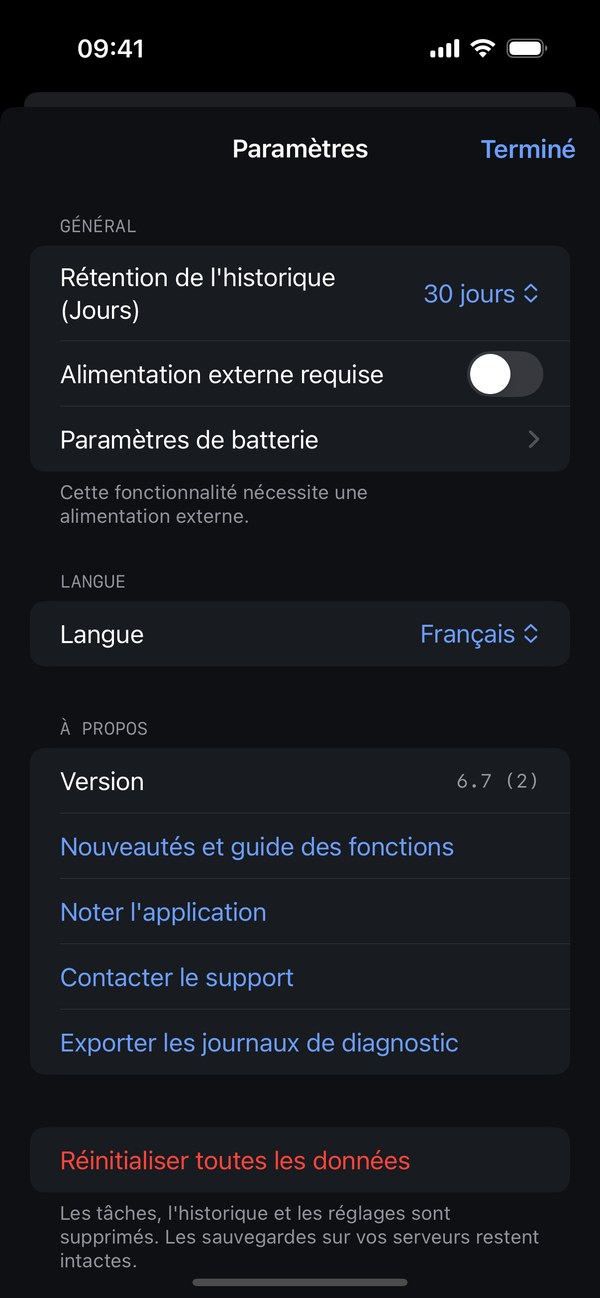 09:41
Paramètres
Terminé
GÉNÉRAL
Rétention de l'historique
(Jours)
30 jours
Alimentation externe requise
Paramètres de batterie
Cette fonctionnalité nécessite une
alimentation externe.
LANGUE
Langue
Français
À PROPOS
Version
6.7 (2)
Nouveautés et guide des fonctions
Noter l'application
Contacter le support
Exporter les journaux de diagnostic
Réinitialiser toutes les données
Les tâches, l'historique et les réglages sont
supprimés. Les sauvegardes sur vos serveurs restent
intactes.